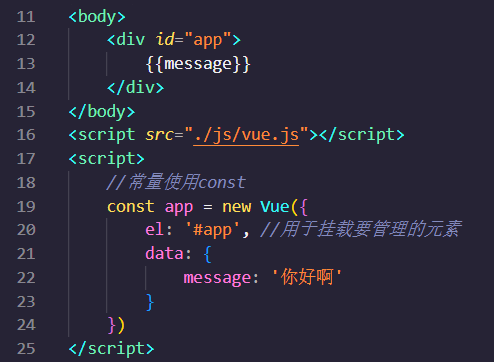 11 <body>
12     <div id="app">
13         {{message}}
14     </div>
15 </body>
16 <script src="./js/vue.js"></script>
17 <script>
18     //常量使用const
19     const app = new Vue({
20         el: '#app', //用于挂载要管理的元素
21         data: {
22             message: '你好啊'
23         }
24     })
25 </script>